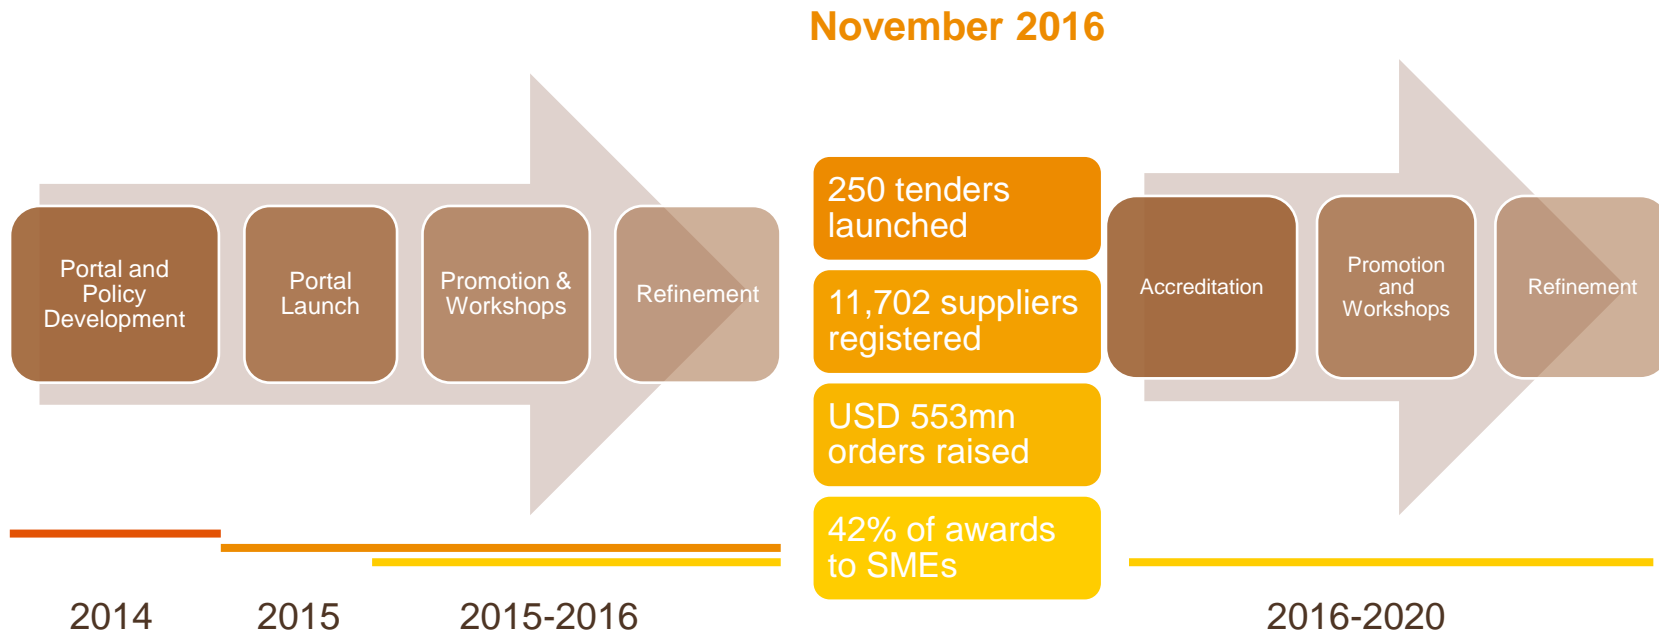 November 2016
Portal and
Policy
Development
Portal
Launch
Promotion &
Workshops
Refinement
250 tenders
launched
11,702 suppliers
registered
USD 553mn
orders raised
42% of awards
to SMEs
Accreditation
Promotion
and
Workshops
Refinement
2014
2015
2015-2016
2016-2020